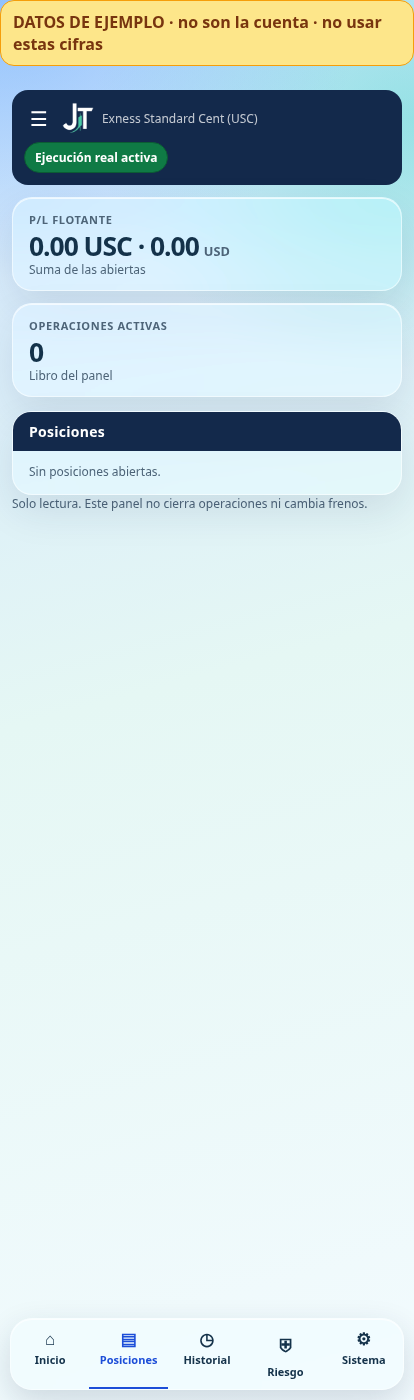 DATOS DE EJEMPLO · no son la cuenta · no usar
estas cifras
JT
Exness Standard Cent (USC)
Ejecución real activa
P/L FLOTANTE
0.00 USC · 0.00 USD
Suma de las abiertas
OPERACIONES ACTIVAS
0
Libro del panel
Posiciones
Sin posiciones abiertas.
Solo lectura. Este panel no cierra operaciones ni cambia frenos.
Inicio
Posiciones
Historial
Riesgo
Sistema